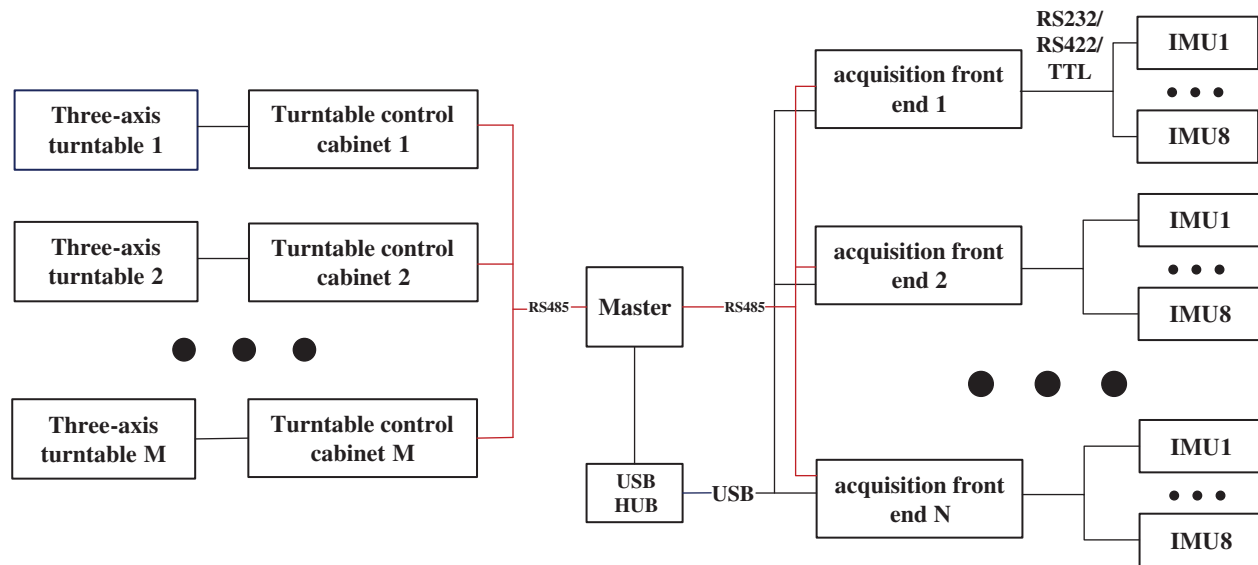 Three-axis
turntable 1
Turntable control
cabinet 1
Three-axis
turntable 2
Turntable control
cabinet 2
Three-axis
turntable M
Turntable control
cabinet M
RS485
Master
RS485
USB
HUB
USB
acquisition front
end 1
RS232/
RS422/
TTL
IMU1
IMU8
acquisition front
end 2
IMU1
IMU8
acquisition front
end N
IMU1
IMU8